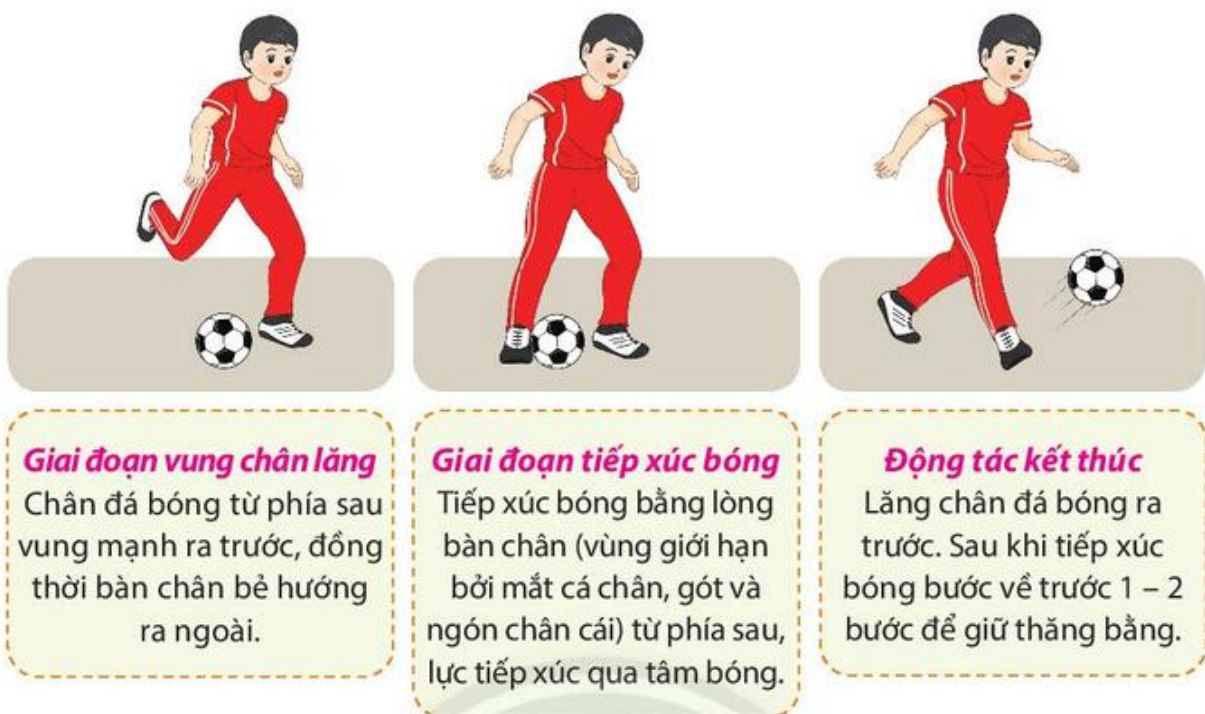 Giai đoạn vung chân lăng
Chân đá bóng từ phía sau
vung mạnh ra trước, đồng
thời bàn chân bẻ hướng
ra ngoài.
Giai đoạn tiếp xúc bóng
Tiếp xúc bóng bằng lòng
bàn chân (vùng giới hạn
bởi mắt cá chân, gót và
ngón chân cái) từ phía sau,
lực tiếp xúc qua tâm bóng.
Động tác kết thúc
Lăng chân đá bóng ra
trước. Sau khi tiếp xúc
bóng bước về trước 1 – 2
bước để giữ thăng bằng.